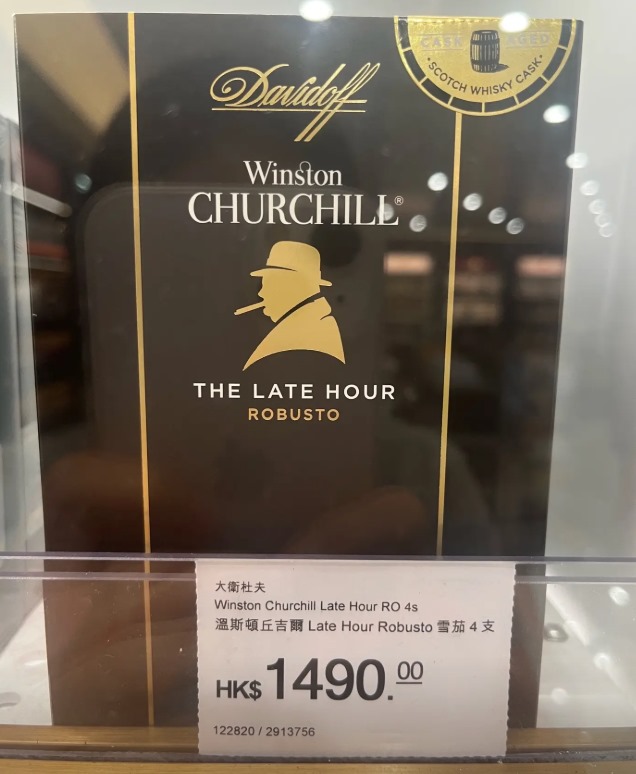 CASK AGED
• SCOTCH WHISKY CASK •
Davidoff
Winston
CHURCHILL®
THE LATE HOUR
ROBUSTO
大衛杜夫
Winston Churchill Late Hour RO 4s
溫斯頓丘吉爾 Late Hour Robusto 雪茄 4 支
HK$1490.00
122820 / 2913756